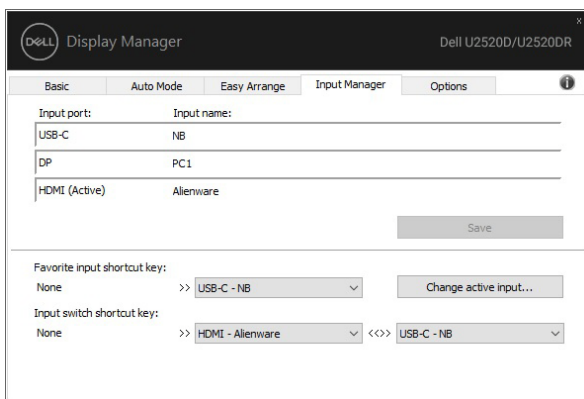 DELL Display Manager Dell U2520D/U2520DR
Basic Auto Mode Easy Arrange Input Manager Options
Input port: Input name:
USB-C NB
DP PC1
HDMI (Active) Alienware
Save
Favorite input shortcut key:
None >> USB-C - NB Change active input...
Input switch shortcut key:
None >> HDMI - Alienware <<>> USB-C - NB